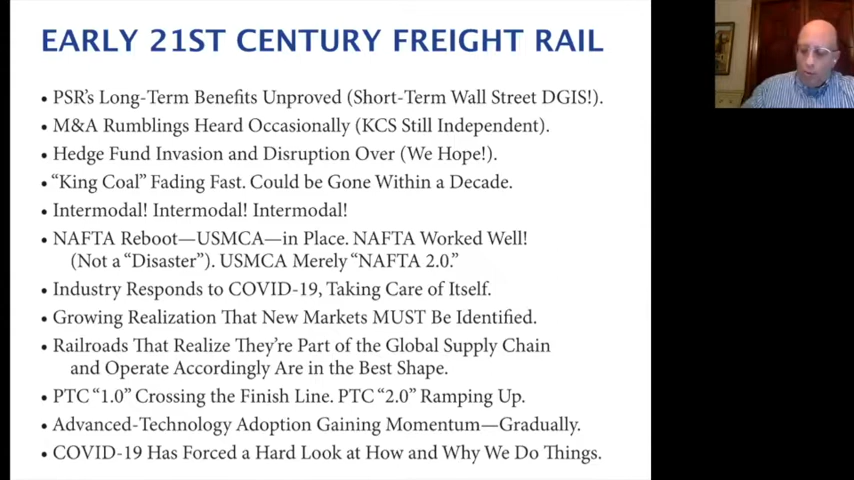 EARLY 21ST CENTURY FREIGHT RAIL
• PSR's Long-Term Benefits Unproved (Short-Term Wall Street DGIS!).
• M&A Rumblings Heard Occasionally (KCS Still Independent).
• Hedge Fund Invasion and Disruption Over (We Hope!).
• “King Coal” Fading Fast. Could be Gone Within a Decade.
• Intermodal! Intermodal! Intermodal!
• NAFTA Reboot—USMCA—in Place. NAFTA Worked Well!
(Not a “Disaster”). USMCA Merely “NAFTA 2.0.”
• Industry Responds to COVID-19, Taking Care of Itself.
• Growing Realization That New Markets MUST Be Identified.
• Railroads That Realize They're Part of the Global Supply Chain
and Operate Accordingly Are in the Best Shape.
• PTC “1.0” Crossing the Finish Line. PTC “2.0” Ramping Up.
• Advanced-Technology Adoption Gaining Momentum—Gradually.
• COVID-19 Has Forced a Hard Look at How and Why We Do Things.